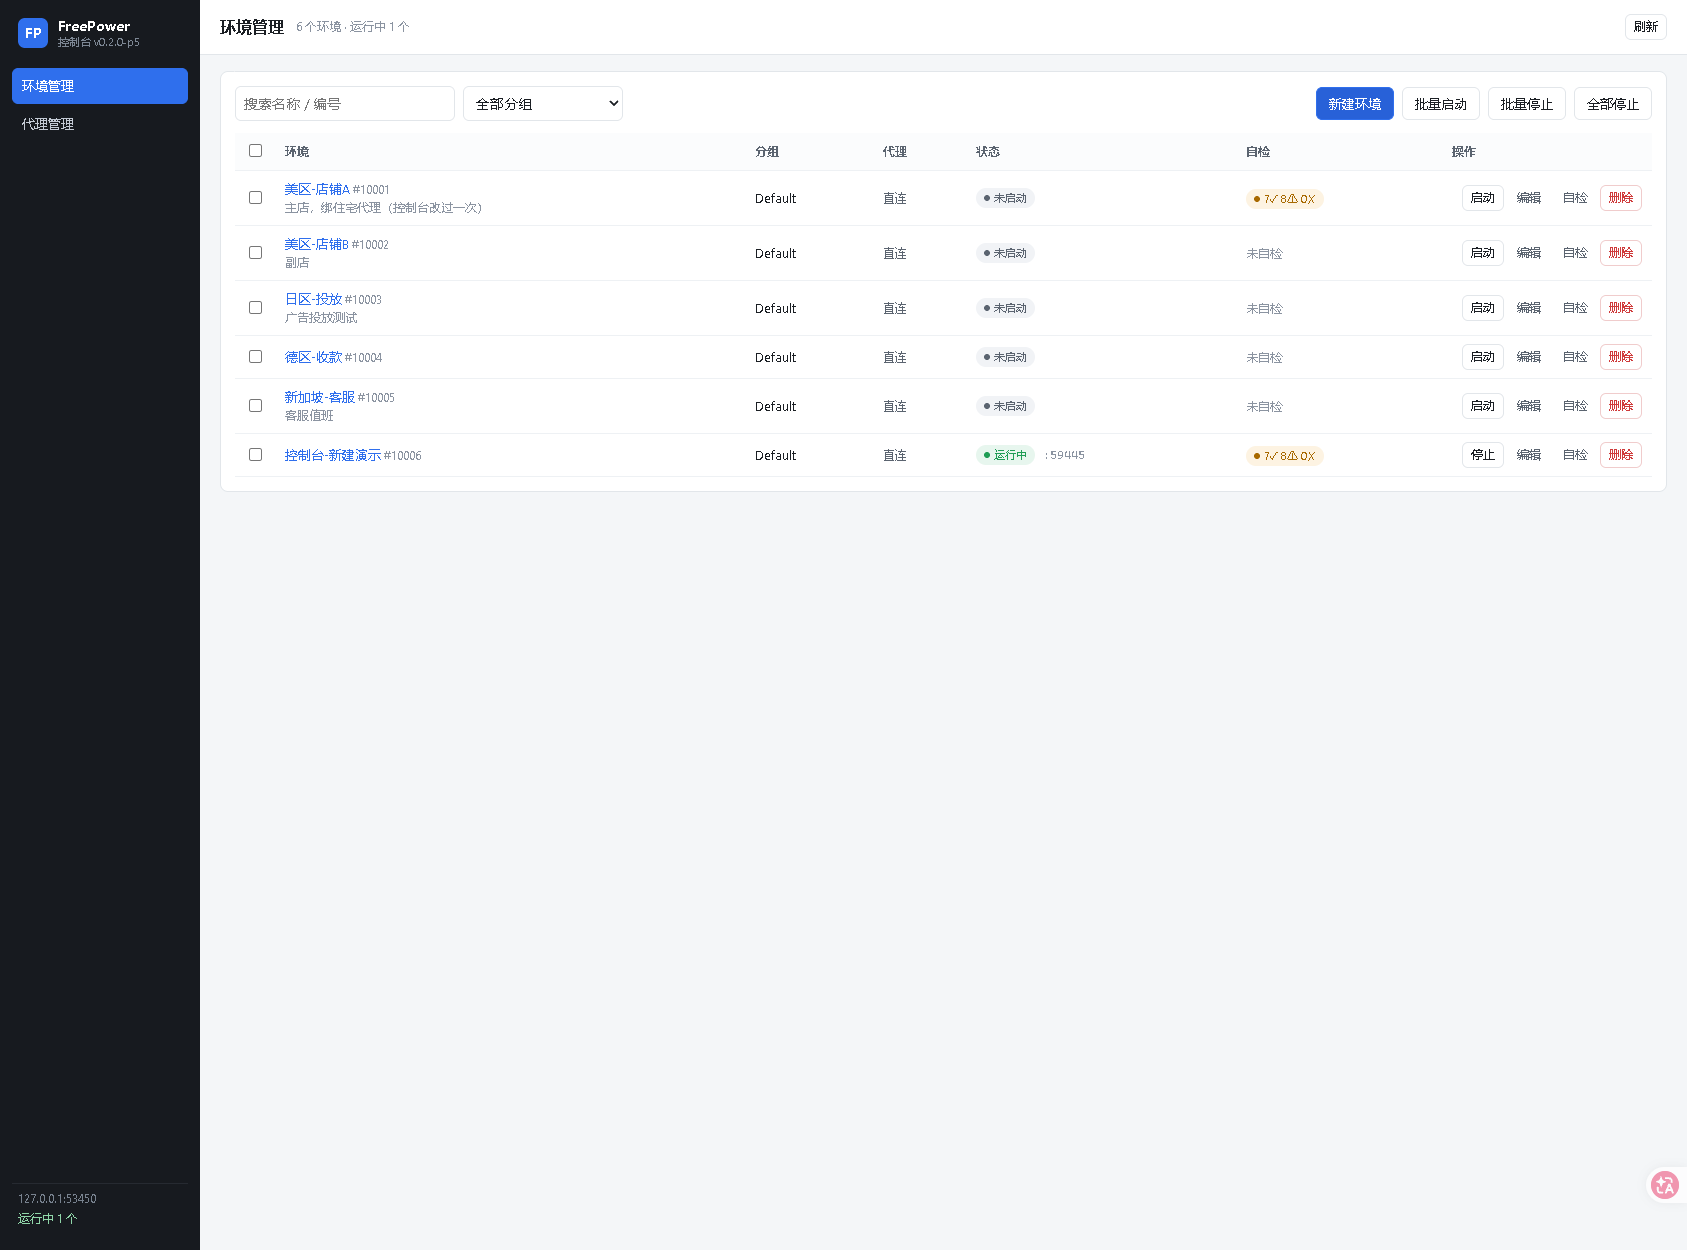 FP
FreePower
控制台 v0.2.0-p5
环境管理
代理管理
127.0.0.1:53450
运行中 1 个
环境管理 6 个环境 · 运行中 1 个
刷新
搜索名称 / 编号
全部分组
新建环境 批量启动 批量停止 全部停止
环境 分组 代理 状态 自检 操作
美区-店铺A #10001 Default 直连 未启动 7✓ 8⚠ 0✗ 启动 编辑 自检 删除
主店，绑住宅代理（控制台改过一次）
美区-店铺B #10002 Default 直连 未启动 未自检 启动 编辑 自检 删除
副店
日区-投放 #10003 Default 直连 未启动 未自检 启动 编辑 自检 删除
广告投放测试
德区-收款 #10004 Default 直连 未启动 未自检 启动 编辑 自检 删除
新加坡-客服 #10005 Default 直连 未启动 未自检 启动 编辑 自检 删除
客服值班
控制台-新建演示 #10006 Default 直连 运行中 :59445 7✓ 8⚠ 0✗ 停止 编辑 自检 删除